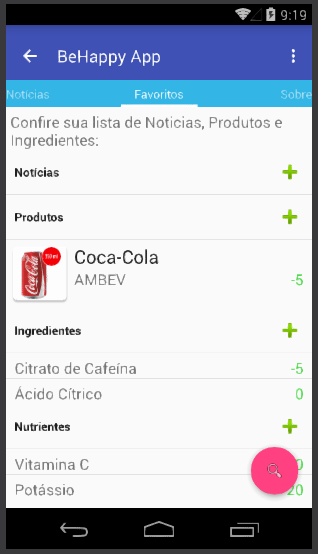 9:19
BeHappy App
Noticias Favoritos Sobre
Confire sua lista de Noticias, Produtos e
Ingredientes:
Notícias
Produtos
Coca-Cola
AMBEV -5
Ingredientes
Citrato de Cafeína -5
Ácido Cítrico 0
Nutrientes
Vitamina C
Potássio 20